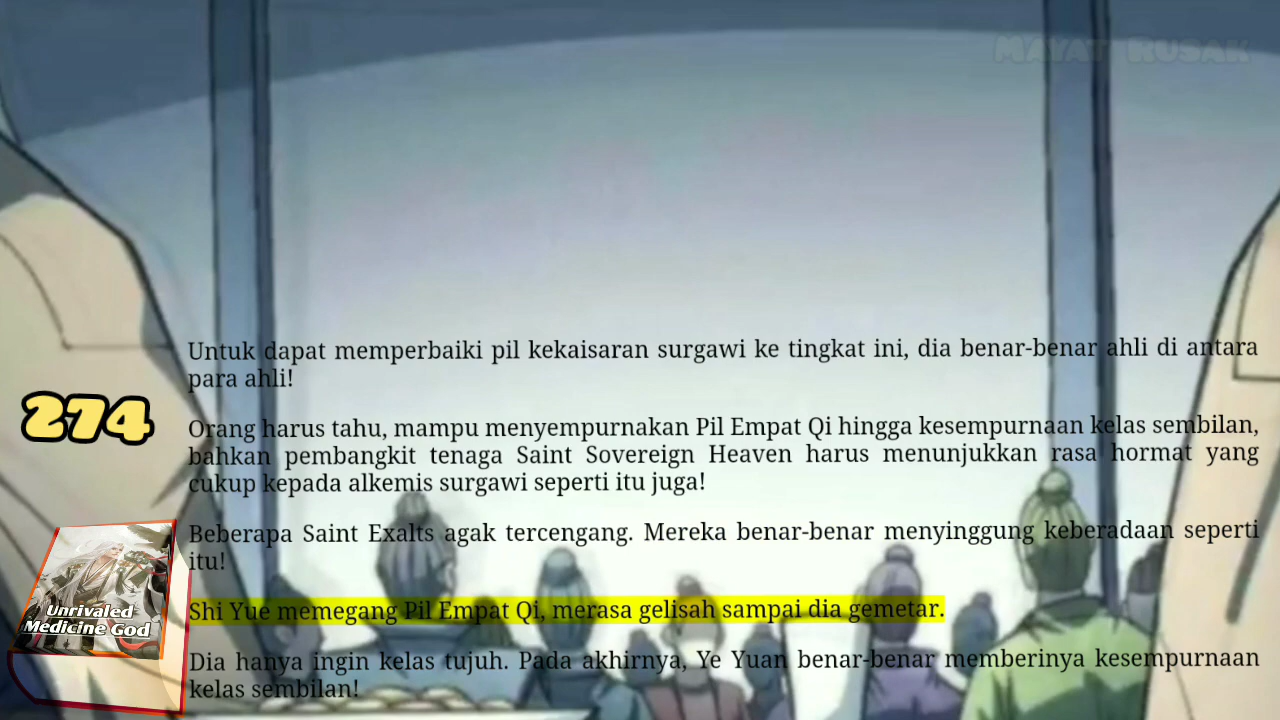 Mayat Rusak
Untuk dapat memperbaiki pil kekaisaran surgawi ke tingkat ini, dia benar-benar ahli di antara
para ahli!
274
Orang harus tahu, mampu menyempurnakan Pil Empat Qi hingga kesempurnaan kelas sembilan,
bahkan pembangkit tenaga Saint Sovereign Heaven harus menunjukkan rasa hormat yang
cukup kepada alkemis surgawi seperti itu juga!
Beberapa Saint Exalts agak tercengang. Mereka benar-benar menyinggung keberadaan seperti
itu!
Unrivaled
Medicine God
Shi Yue memegang Pil Empat Qi, merasa gelisah sampai dia gemetar.
Dia hanya ingin kelas tujuh. Pada akhirnya, Ye Yuan benar-benar memberinya kesempurnaan
kelas sembilan!